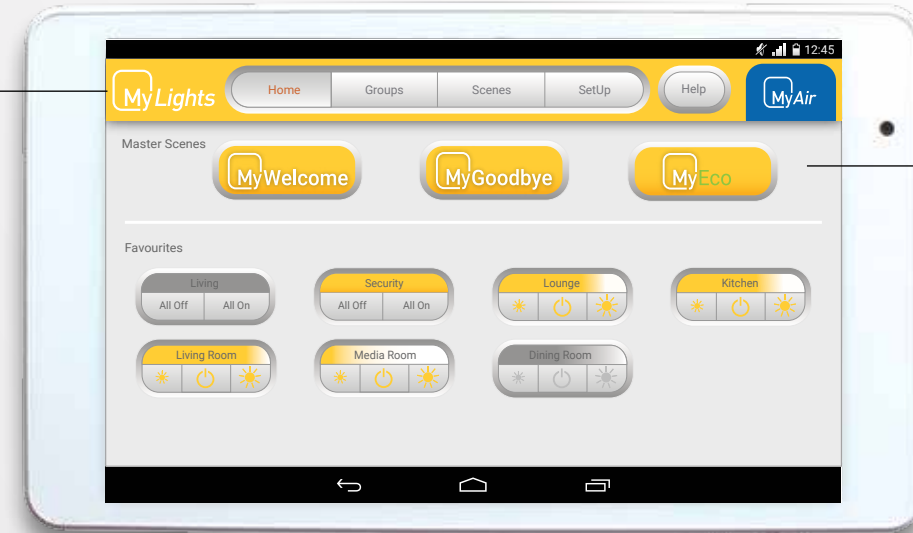 12:45
MyLights
Home Groups Scenes SetUp Help MyAir
Master Scenes
MyWelcome MyGoodbye MyEco
Favourites
Living Security Lounge Kitchen
All Off All On All Off All On
Living Room Media Room Dining Room